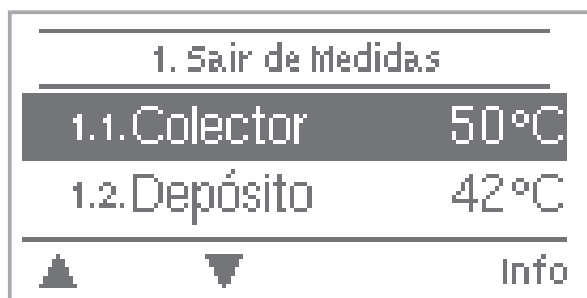 1. Sair de Medidas
1.1.Colector 50°C
1.2.Depósito 42°C
Info